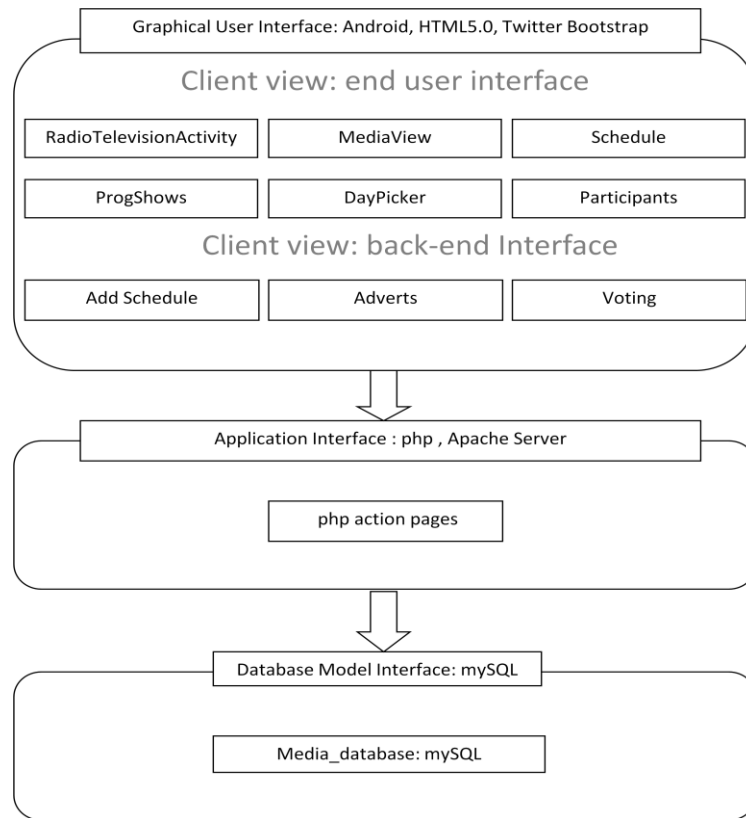 Graphical User Interface: Android, HTML5.0, Twitter Bootstrap
Client view: end user interface
RadioTelevisionActivity
MediaView
Schedule
ProgShows
DayPicker
Participants
Client view: back-end Interface
Add Schedule
Adverts
Voting
Application Interface : php , Apache Server
php action pages
Database Model Interface: mySQL
Media_database: mySQL